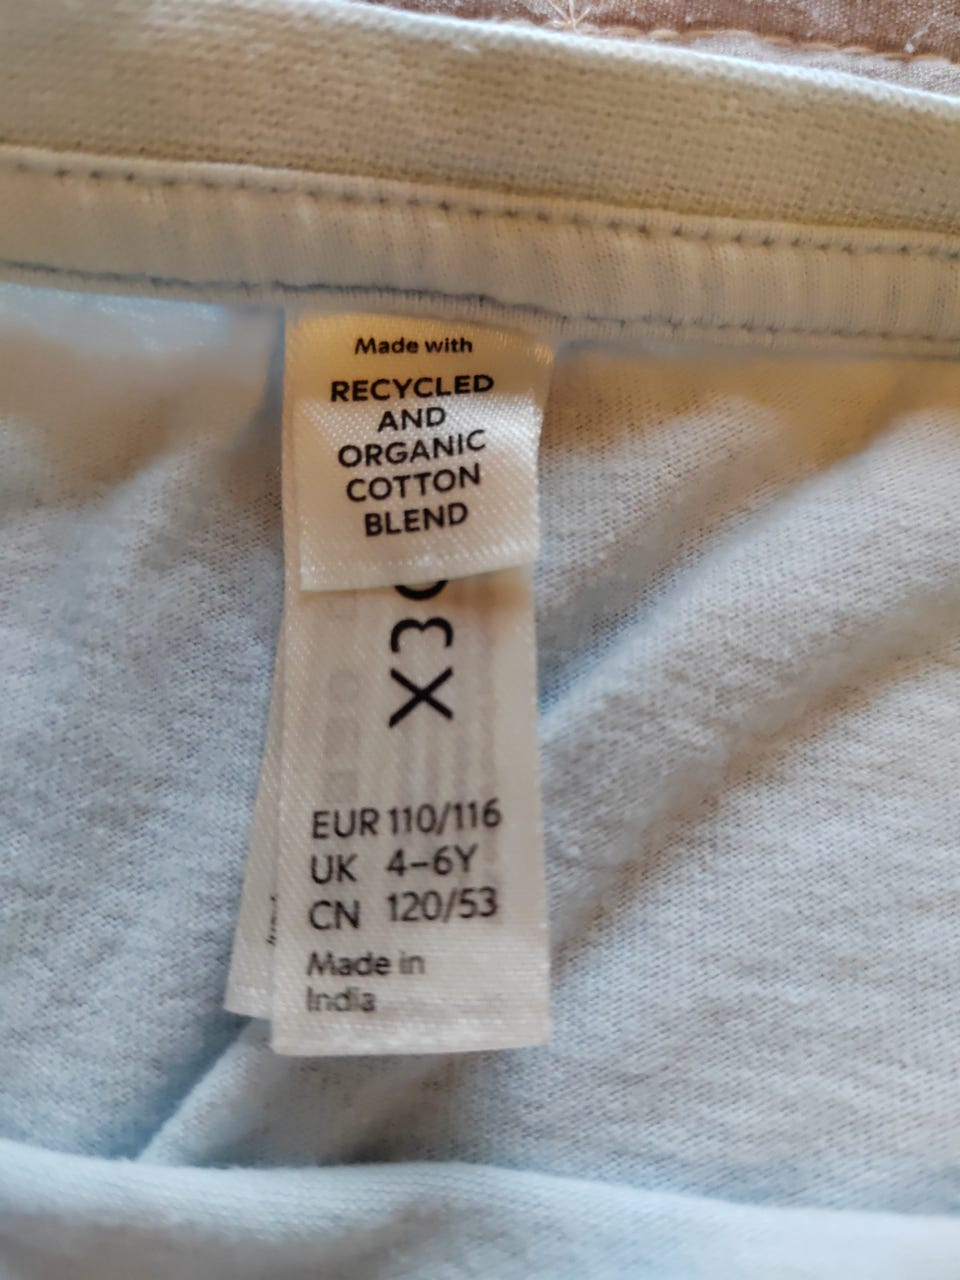 Made with
RECYCLED
AND
ORGANIC
COTTON
BLEND
EUR 110/116
UK 4-6Y
CN 120/53
Made in
India